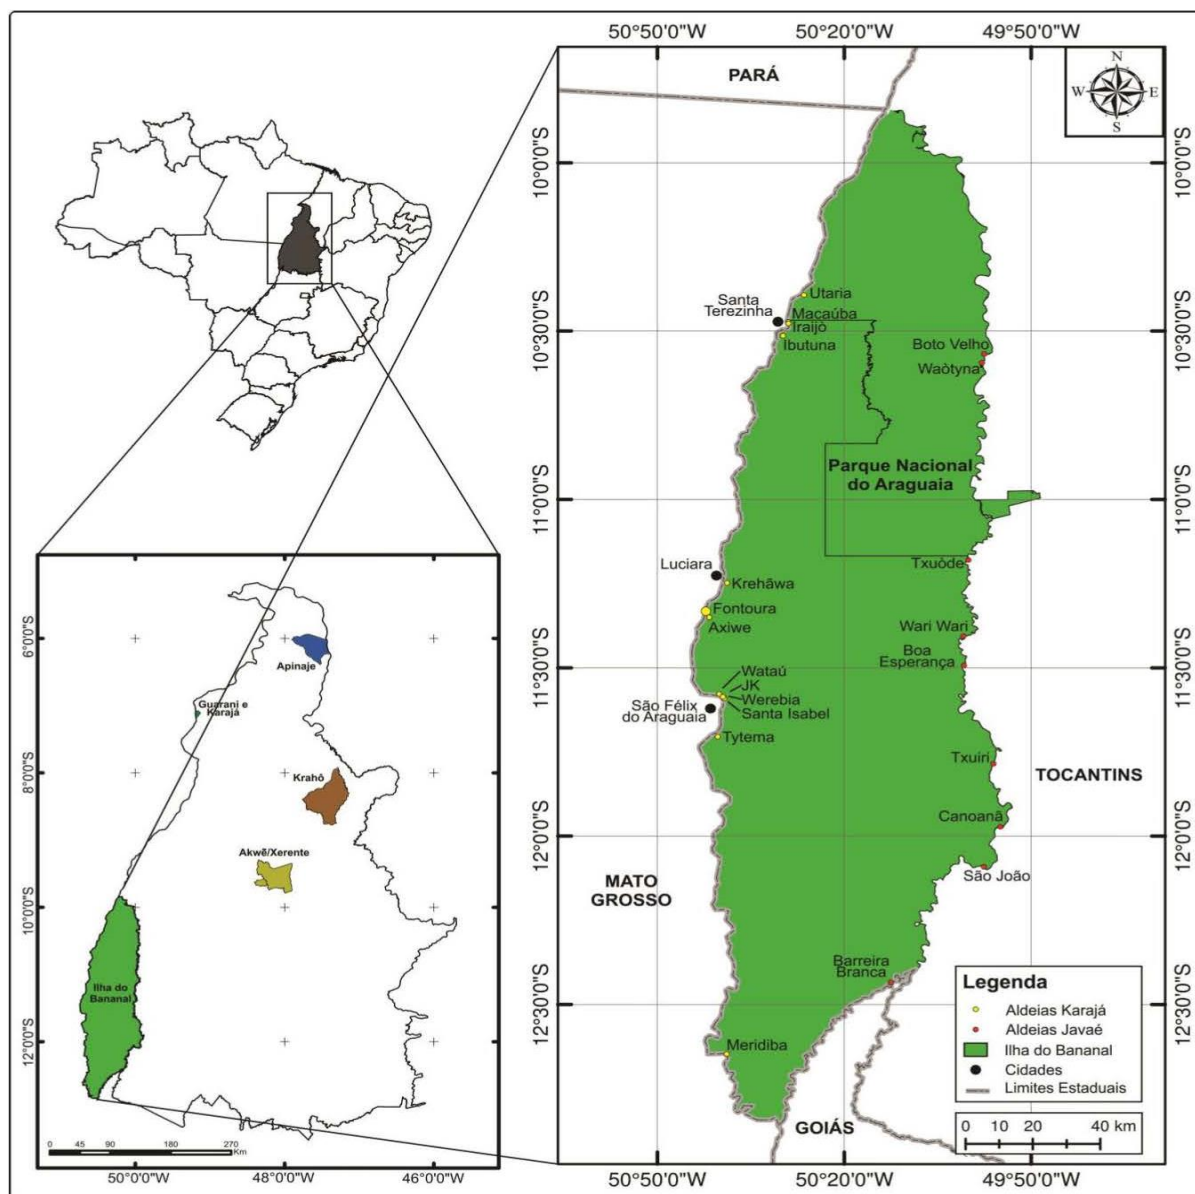 50°50'0"W
50°20'0"W
49°50'0"W
PARÁ
N
W
E
S
10°0'0"S
10°0'0"S
Utaria
Santa
Terezinha
Macaúba
Iraijò
Ibutuna
10°30'0"S
10°30'0"S
Boto Velho
Waòtyna
Parque Nacional
do Araguaia
11°0'0"S
11°0'0"S
Txuòde
Luciara
Krehãwa
Fontoura
Axiwe
Wari Wari
Boa
Esperança
11°30'0"S
11°30'0"S
Wataú
JK
Werebia
Santa Isabel
São Félix
do Araguaia
Tytema
Txuiri
TOCANTINS
Canoanã
12°0'0"S
12°0'0"S
São João
MATO
GROSSO
Barreira
Branca
12°30'0"S
12°30'0"S
Meridiba
GOIÁS
Legenda
Aldeias Karajá
Aldeias Javaé
Ilha do Bananal
Cidades
Limites Estaduais
0 10 20 40 km
50°50'0"W
50°20'0"W
49°50'0"W
6°0'0"S
Apinaje
Guarani e
Karajá
8°0'0"S
Krahô
Akwẽ/Xerente
10°0'0"S
Ilha do
Bananal
12°0'0"S
0 45 90 180 270
Km
50°0'0"W
48°0'0"W
46°0'0"W